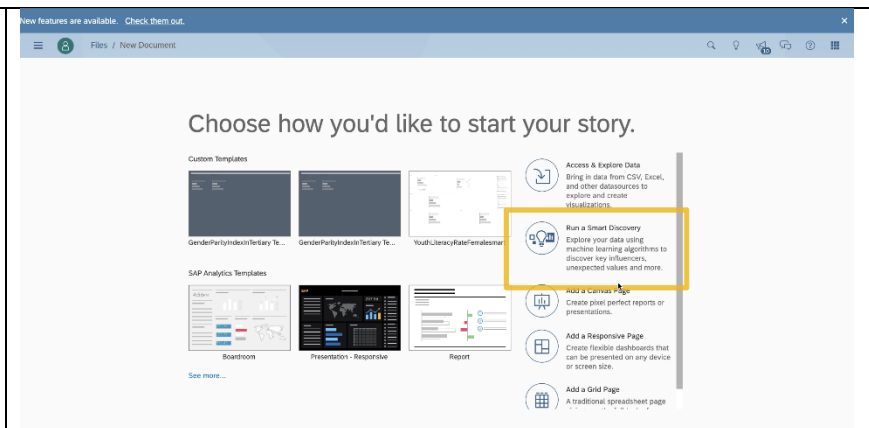 New features are available. Check them out.
Files / New Document
10
Choose how you'd like to start your story.
Custom Templates
GenderParityIndexInTertiary Te...
GenderParityIndexInTertiary Te...
YouthLiteracyRateFemalesmart
SAP Analytics Templates
Boardroom
Presentation - Responsive
Report
See more...
Access & Explore Data
Bring in data from CSV, Excel,
and other datasources to
explore and create
visualizations.
Run a Smart Discovery
Explore your data using
machine learning algorithms to
discover key influencers,
unexpected values and more.
Add a Canvas Page
Create pixel perfect reports or
presentations.
Add a Responsive Page
Create flexible dashboards that
can be presented on any device
or screen size.
Add a Grid Page
A traditional spreadsheet page